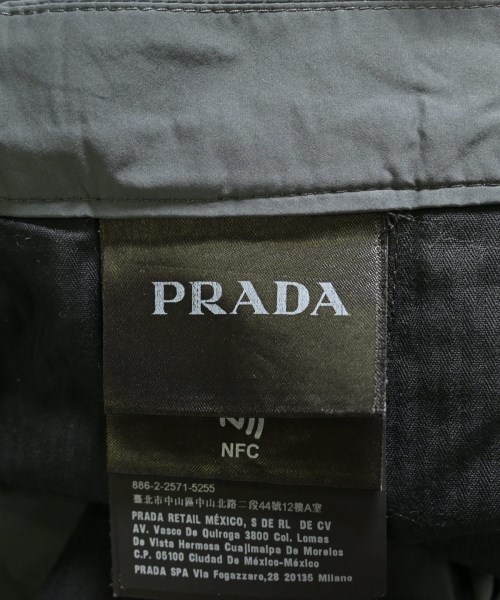 PRADA
NFC
886-2-2571-5255
臺北市中山區中山北路二段44號12樓A室
PRADA RETAIL MÉXICO, S DE RL DE CV
AV. Vasco De Quiroga 3800 Col. Lomas
De Vista Hermosa Cuajimalpa De Morelos
C.P. 05100 Ciudad De México-México
PRADA SPA Via Fogazzaro, 28 20135 Milano